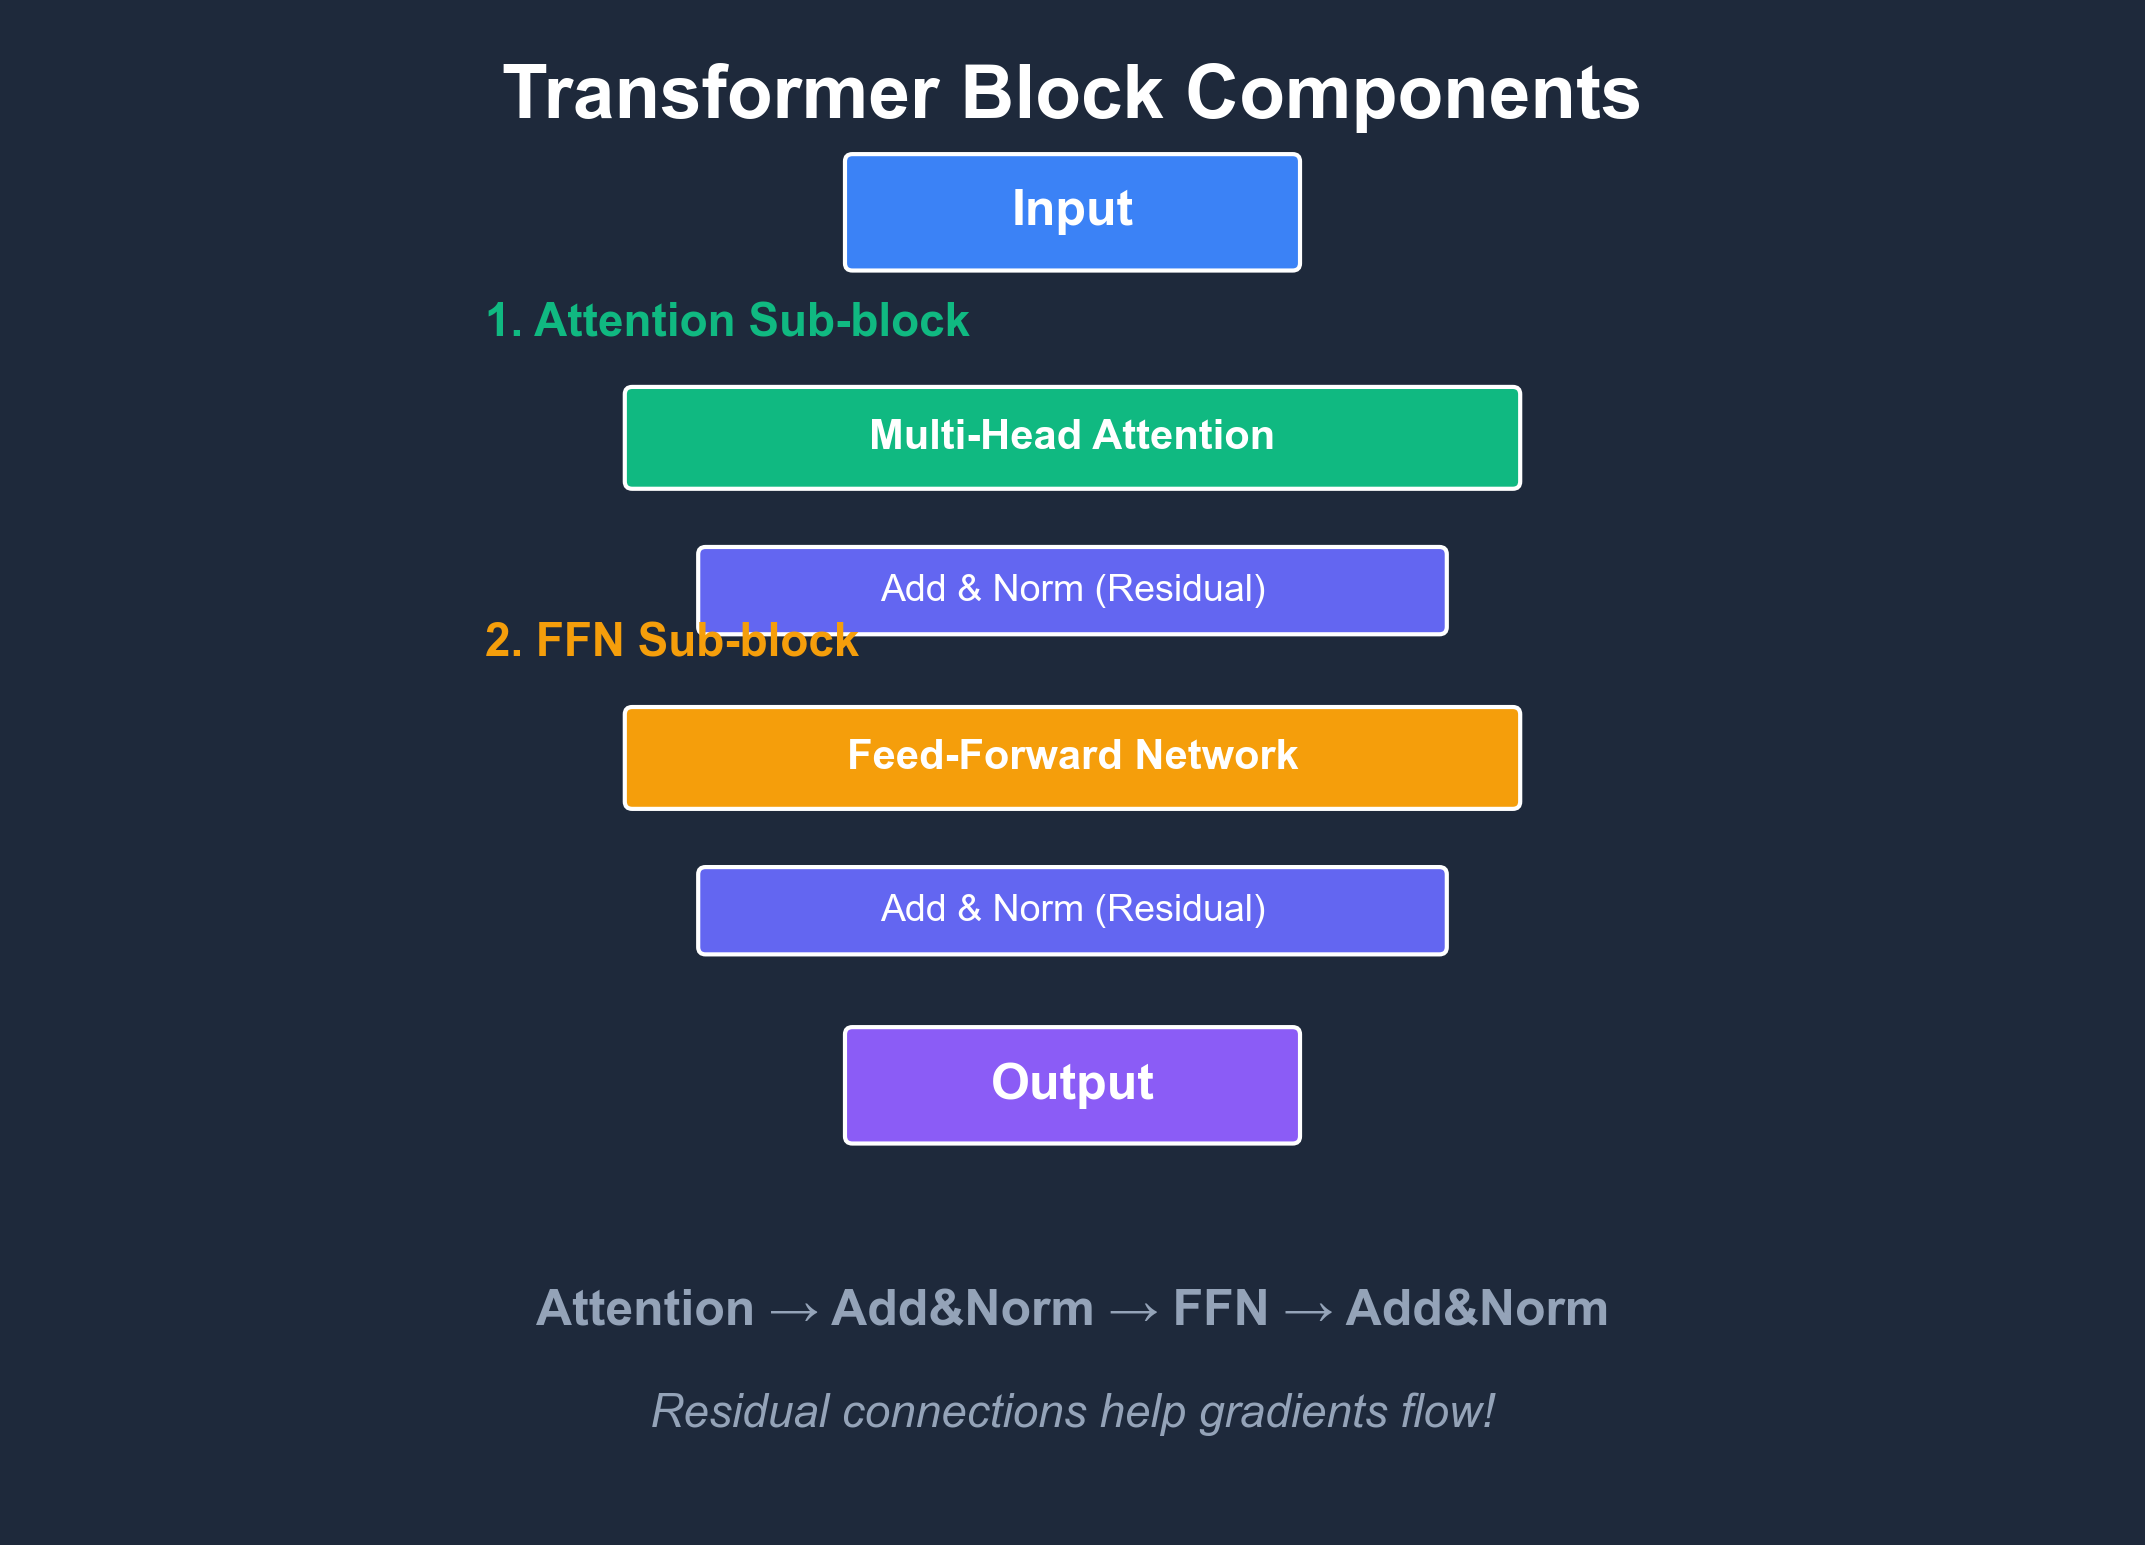 Transformer Block Components
Input
1. Attention Sub-block
Multi-Head Attention
Add & Norm (Residual)
2. FFN Sub-block
Feed-Forward Network
Add & Norm (Residual)
Output
Attention → Add&Norm → FFN → Add&Norm
Residual connections help gradients flow!